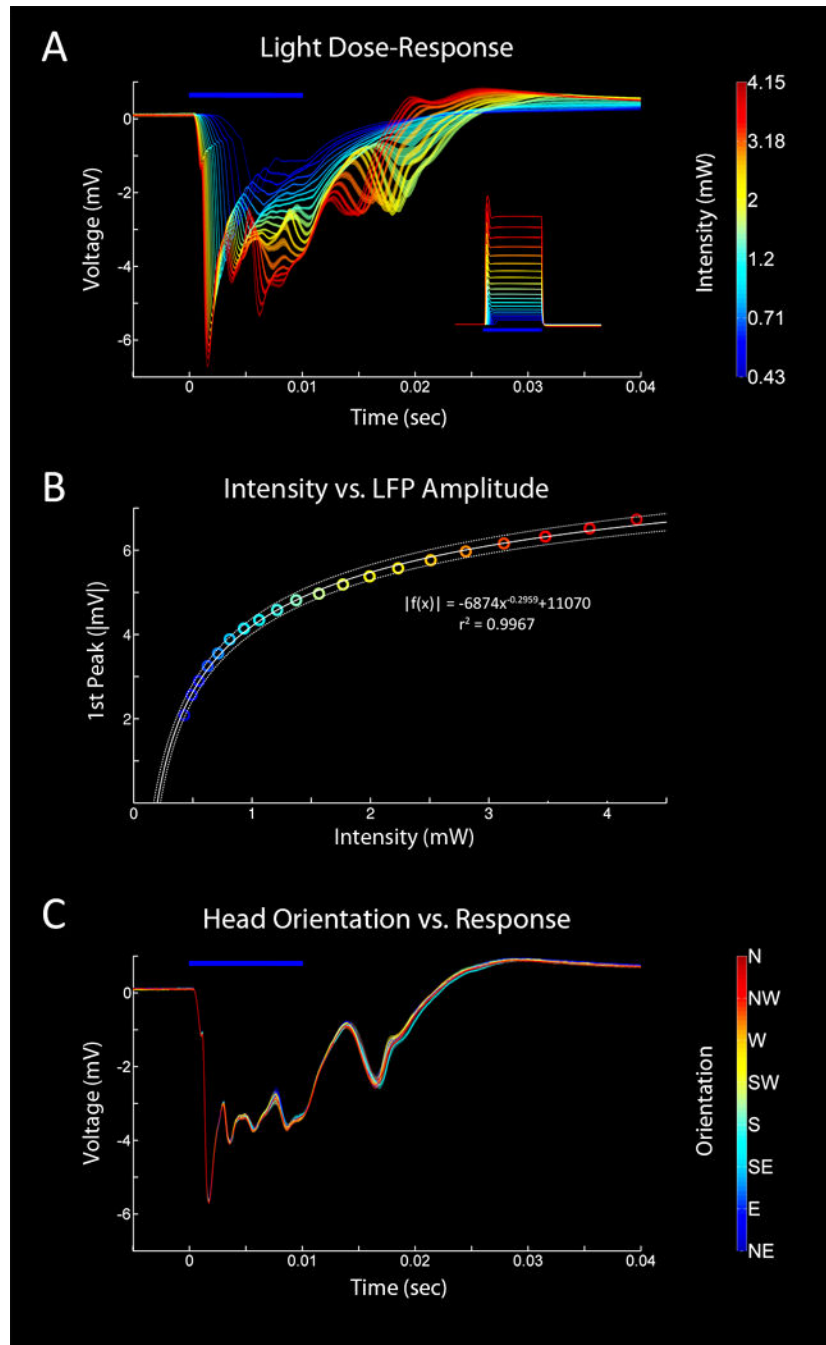 A
Light Dose-Response
Voltage (mV)
0
-2
-4
-6
0
0.01
0.02
0.03
0.04
Time (sec)
4.15
3.18
2
1.2
0.71
0.43
Intensity (mW)
B
Intensity vs. LFP Amplitude
1st Peak (|mV|)
6
4
2
|f(x)| = -6874x^-0.2959+11070
r² = 0.9967
0
1
2
3
4
Intensity (mW)
C
Head Orientation vs. Response
Voltage (mV)
0
-2
-4
-6
0
0.01
0.02
0.03
0.04
Time (sec)
N
NW
W
SW
S
SE
E
NE
Orientation